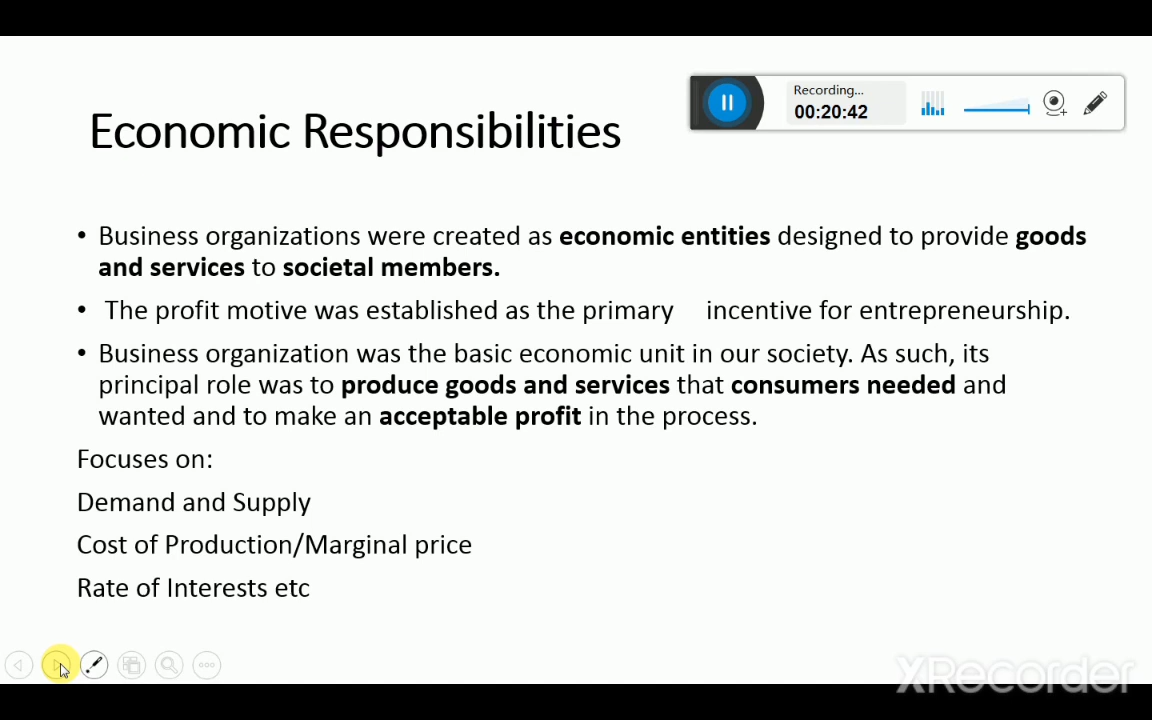 Recording...
00:20:42
Economic Responsibilities
• Business organizations were created as economic entities designed to provide goods
and services to societal members.
• The profit motive was established as the primary incentive for entrepreneurship.
• Business organization was the basic economic unit in our society. As such, its
principal role was to produce goods and services that consumers needed and
wanted and to make an acceptable profit in the process.
Focuses on:
Demand and Supply
Cost of Production/Marginal price
Rate of Interests etc
XRecorder